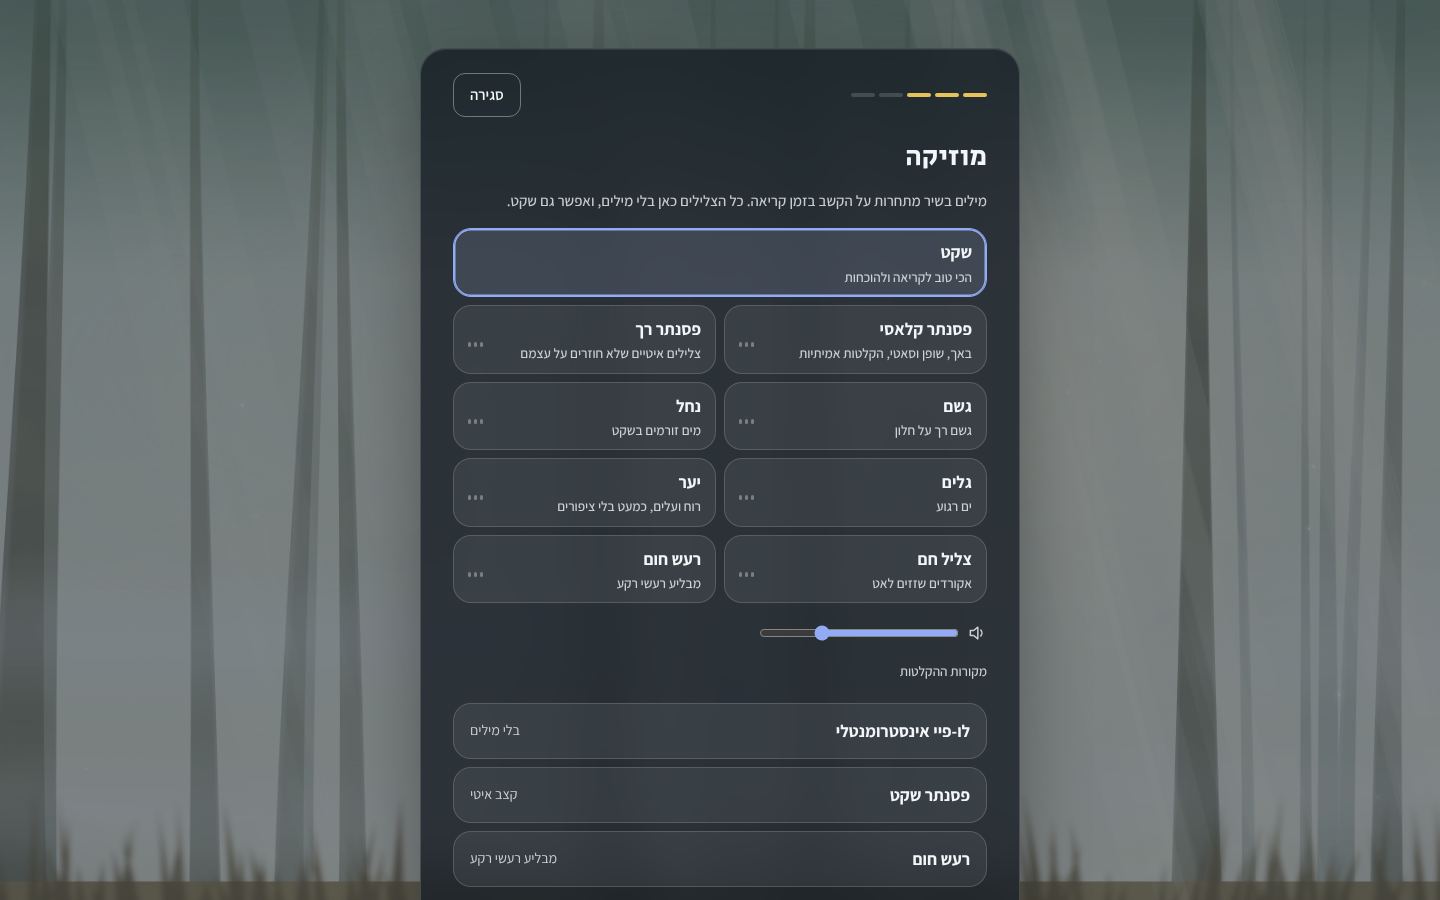 סגירה
מוזיקה
מילים בשיר מתחרות על הקשב בזמן קריאה. כל הצלילים כאן בלי מילים, ואפשר גם שקט.
שקט
הכי טוב לקריאה ולהוכחות
פסנתר קלאסי
באך, שופן וסאטי, הקלטות אמיתיות
פסנתר רך
צלילים איטיים שלא חוזרים על עצמם
גשם
גשם רך על חלון
נחל
מים זורמים בשקט
גלים
ים רגוע
יער
רוח ועלים, כמעט בלי ציפורים
צליל חם
אקורדים שזזים לאט
רעש חום
מבליע רעשי רקע
מקורות ההקלטות
לו-פיי אינסטרומנטלי
בלי מילים
פסנתר שקט
קצב איטי
רעש חום
מבליע רעשי רקע